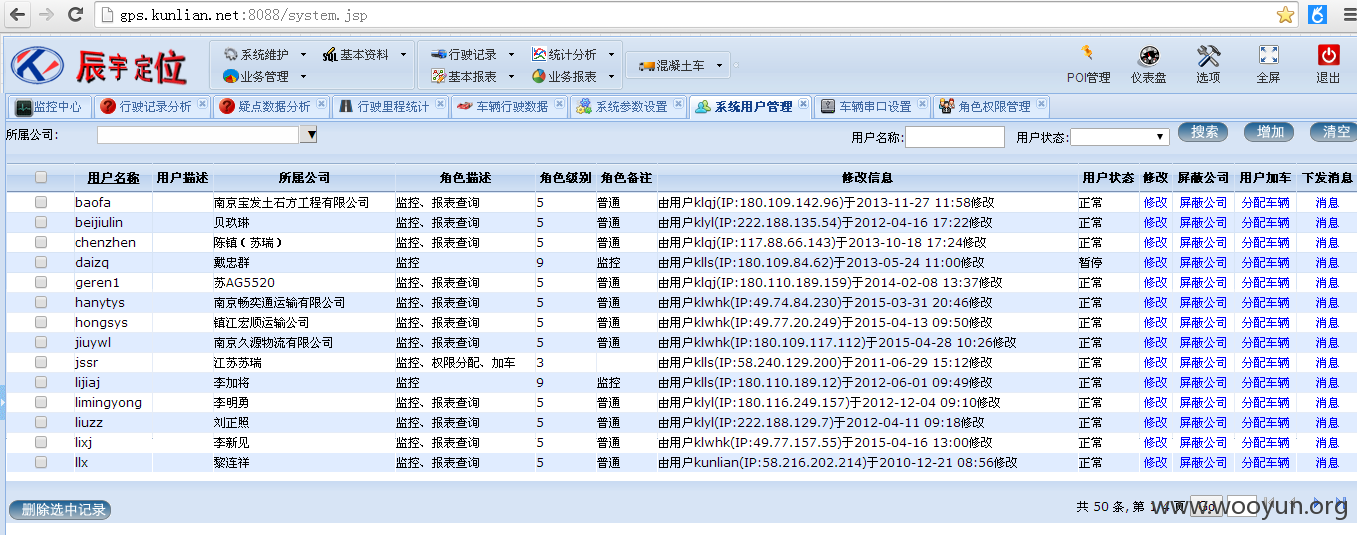 gps.kunlian.net:8088/system.jsp
辰宇定位
系统维护 基本资料 行驶记录 统计分析
业务管理 基本报表 业务报表 混凝土车
POI管理 仪表盘 选项 全屏 退出
监控中心 行驶记录分析 疑点数据分析 行驶里程统计 车辆行驶数据 系统参数设置 系统用户管理 车辆串口设置 角色权限管理
所属公司: 用户名称: 用户状态: 搜索 增加 清空
用户名称 用户描述 所属公司 角色描述 角色级别 角色备注 修改信息 用户状态 修改 屏蔽公司 用户加车 下发消息
baofa 南京宝发土石方工程有限公司 监控、报表查询 5 普通 由用户klqj(IP:180.109.142.96)于2013-11-27 11:58修改 正常 修改 屏蔽公司 分配车辆 消息
beijiulin 贝玖琳 监控、报表查询 5 普通 由用户klyl(IP:222.188.135.54)于2012-04-16 17:22修改 正常 修改 屏蔽公司 分配车辆 消息
chenzhen 陈镇（苏瑞） 监控、报表查询 5 普通 由用户klqj(IP:117.88.66.143)于2013-10-18 17:24修改 正常 修改 屏蔽公司 分配车辆 消息
daizq 戴忠群 监控 9 监控 由用户klls(IP:180.109.84.62)于2013-05-24 11:00修改 暂停 修改 屏蔽公司 分配车辆 消息
geren1 苏AG5520 监控、报表查询 5 普通 由用户klqj(IP:180.110.189.159)于2014-02-08 13:37修改 正常 修改 屏蔽公司 分配车辆 消息
hanytys 南京畅奕通运输有限公司 监控、报表查询 5 普通 由用户klwhk(IP:49.74.84.230)于2015-03-31 20:46修改 正常 修改 屏蔽公司 分配车辆 消息
hongsys 镇江宏顺运输公司 监控、报表查询 5 普通 由用户klwhk(IP:49.77.20.249)于2015-04-13 09:50修改 正常 修改 屏蔽公司 分配车辆 消息
jiuywl 南京久源物流有限公司 监控、报表查询 5 普通 由用户klwhk(IP:180.109.117.112)于2015-04-28 10:26修改 正常 修改 屏蔽公司 分配车辆 消息
jssr 江苏苏瑞 监控、权限分配、加车 3 由用户klls(IP:58.240.129.200)于2011-06-29 15:12修改 正常 修改 屏蔽公司 分配车辆 消息
lijiaj 李加将 监控 9 监控 由用户klls(IP:180.110.189.12)于2012-06-01 09:49修改 正常 修改 屏蔽公司 分配车辆 消息
limingyong 李明勇 监控、报表查询 5 普通 由用户klyl(IP:180.116.249.157)于2012-12-04 09:10修改 正常 修改 屏蔽公司 分配车辆 消息
liuzz 刘正照 监控、报表查询 5 普通 由用户klyl(IP:222.188.129.7)于2012-04-11 09:18修改 正常 修改 屏蔽公司 分配车辆 消息
lixj 李新见 监控、报表查询 5 普通 由用户klwhk(IP:49.77.157.55)于2015-04-16 13:00修改 正常 修改 屏蔽公司 分配车辆 消息
llx 黎连祥 监控、报表查询 5 普通 由用户kunlian(IP:58.216.202.214)于2010-12-21 08:56修改 正常 修改 屏蔽公司 分配车辆 消息
删除选中记录 共 50 条, 第 1/4 页 Go
www.wooyun.org